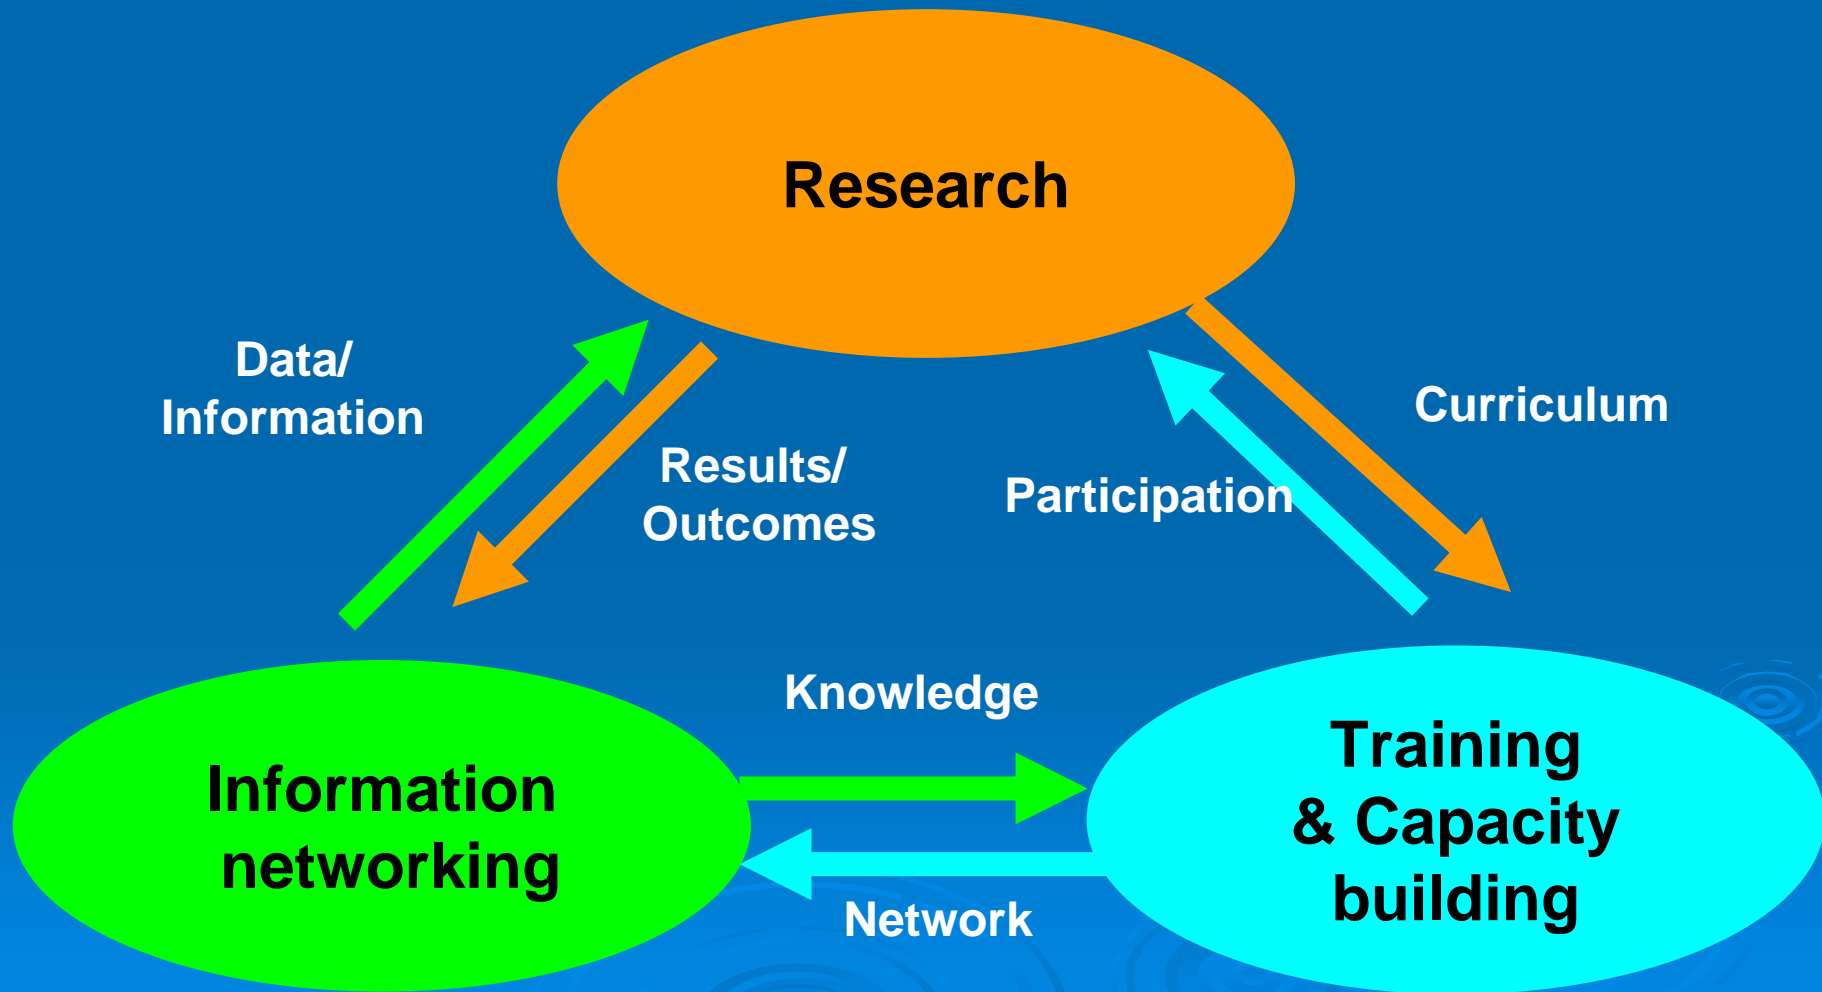 Research
Data/
Information
Results/
Outcomes
Participation
Curriculum
Knowledge
Information
networking
Training
& Capacity
building
Network